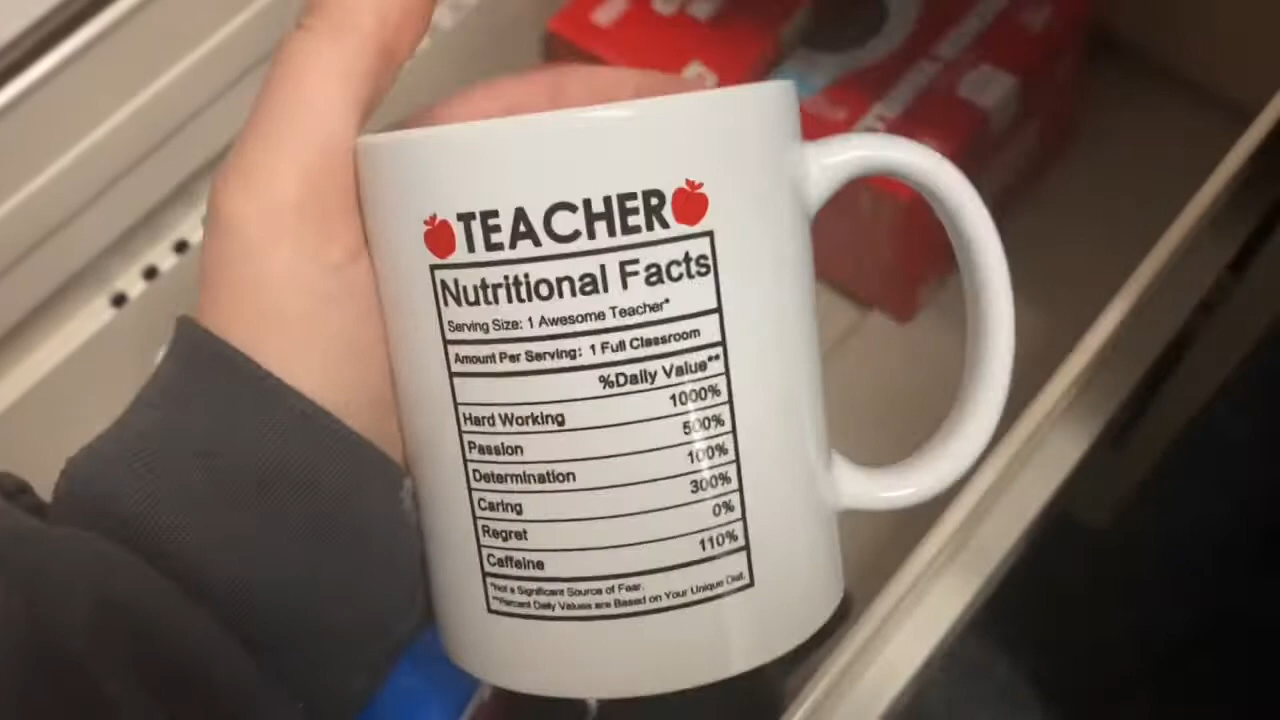 TEACHER
Nutritional Facts
Serving Size: 1 Awesome Teacher*
Amount Per Serving: 1 Full Classroom
%Daily Value**
Hard Working 1000%
Passion 500%
Determination 100%
Caring 300%
Regret 0%
Caffeine 110%
*Not a Significant Source of Fear.
**Percent Daily Values are Based on Your Unique Diet.